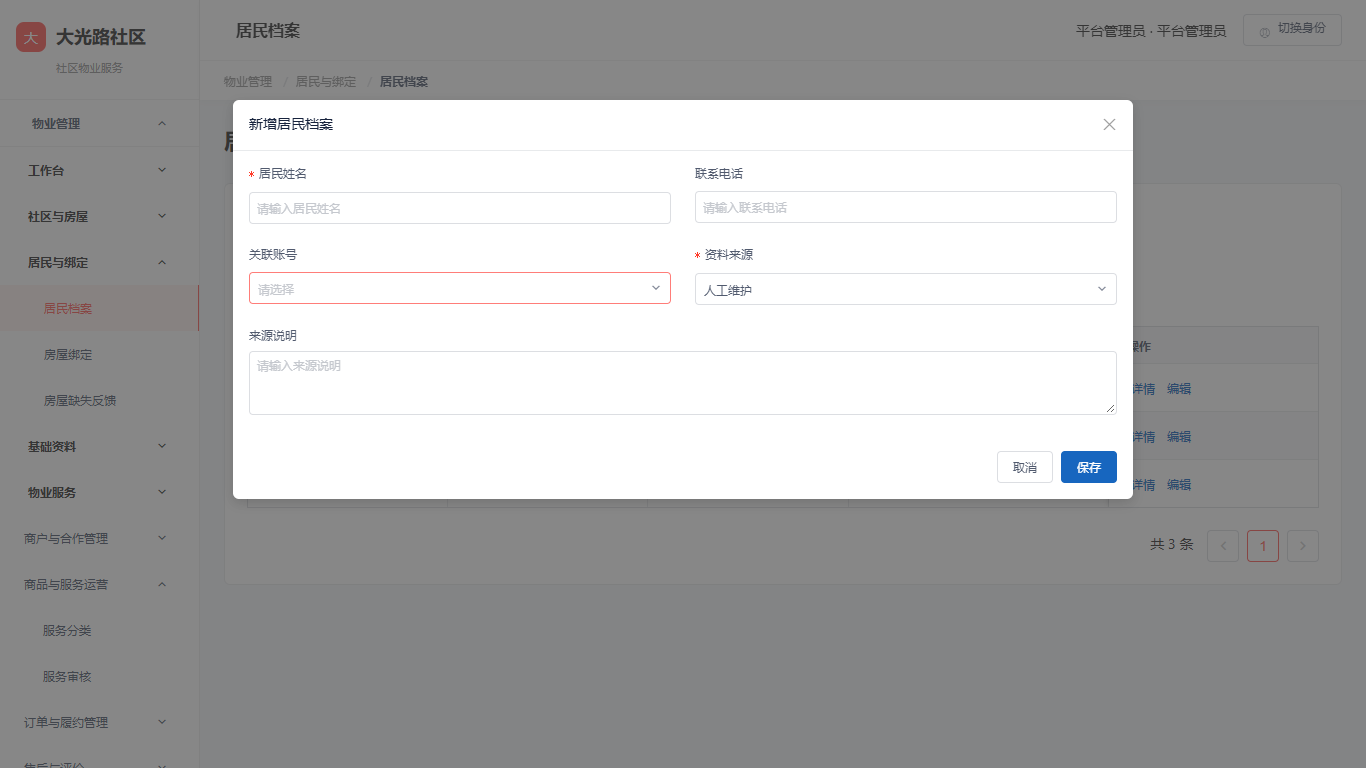 大
大光路社区
社区物业服务
居民档案
平台管理员 · 平台管理员
切换身份
物业管理 / 居民与绑定 / 居民档案
物业管理
工作台
社区与房屋
居民与绑定
居民档案
房屋绑定
房屋缺失反馈
基础资料
物业服务
商户与合作管理
商品与服务运营
服务分类
服务审核
订单与履约管理
售后与评价
新增居民档案
* 居民姓名
请输入居民姓名
联系电话
请输入联系电话
关联账号
请选择
* 资料来源
人工维护
来源说明
请输入来源说明
取消
保存
操作
详情 编辑
详情 编辑
详情 编辑
共 3 条
1